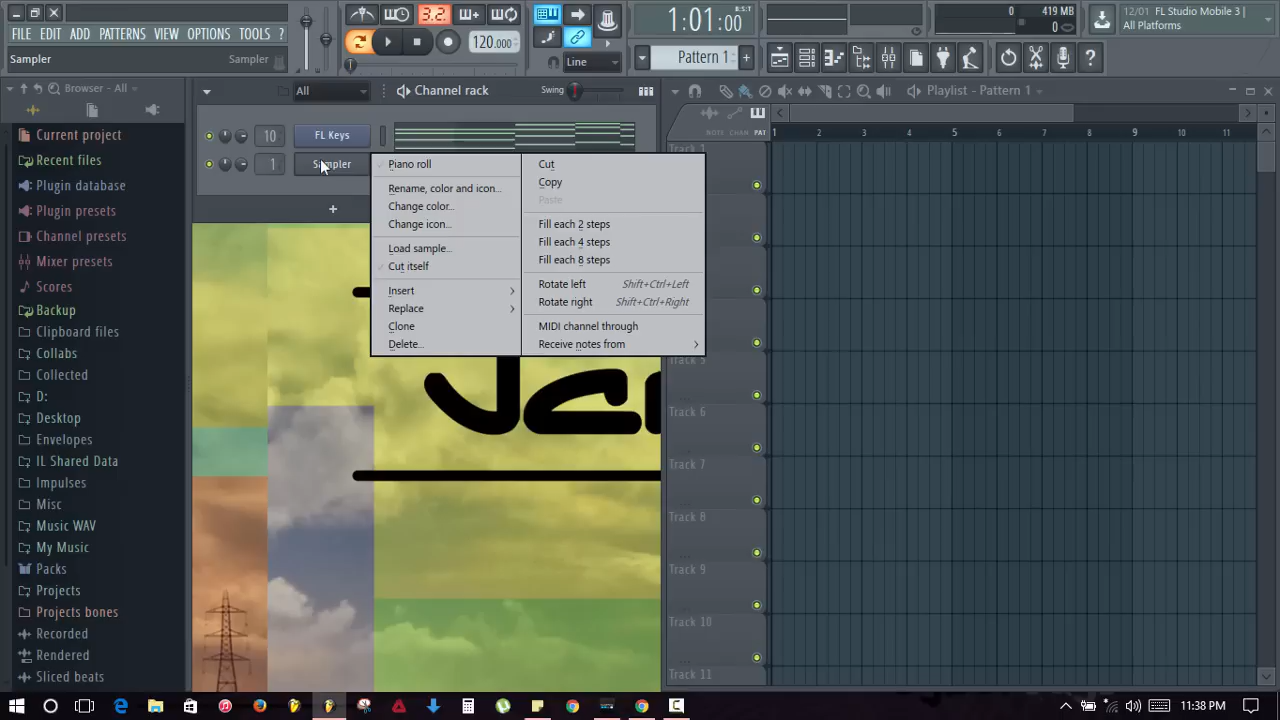 FILE EDIT ADD PATTERNS VIEW OPTIONS TOOLS ?
Sampler Sampler
3.2.
120.000
1:01:00
B:S:T
Line
Pattern 1
0
419 MB
0
12/01 FL Studio Mobile 3 |
All Platforms
Browser - All
Current project
Recent files
Plugin database
Plugin presets
Channel presets
Mixer presets
Scores
Backup
Clipboard files
Collabs
Collected
D:
Desktop
Envelopes
IL Shared Data
Impulses
Misc
Music WAV
My Music
Packs
Projects
Projects bones
Recorded
Rendered
Sliced beats
All
Channel rack
Swing
10 FL Keys
1 Sampler
+
Piano roll
Rename, color and icon...
Change color...
Change icon...
Load sample...
Cut itself
Insert
Replace
Clone
Delete...
Cut
Copy
Paste
Fill each 2 steps
Fill each 4 steps
Fill each 8 steps
Rotate left Shift+Ctrl+Left
Rotate right Shift+Ctrl+Right
MIDI channel through
Receive notes from
Playlist - Pattern 1
NOTE CHAN PAT
1 2 3 4 5 6 7 8 9 10 11
Track 1
Track 5
Track 6
Track 7
Track 8
Track 9
Track 10
Track 11
11:38 PM